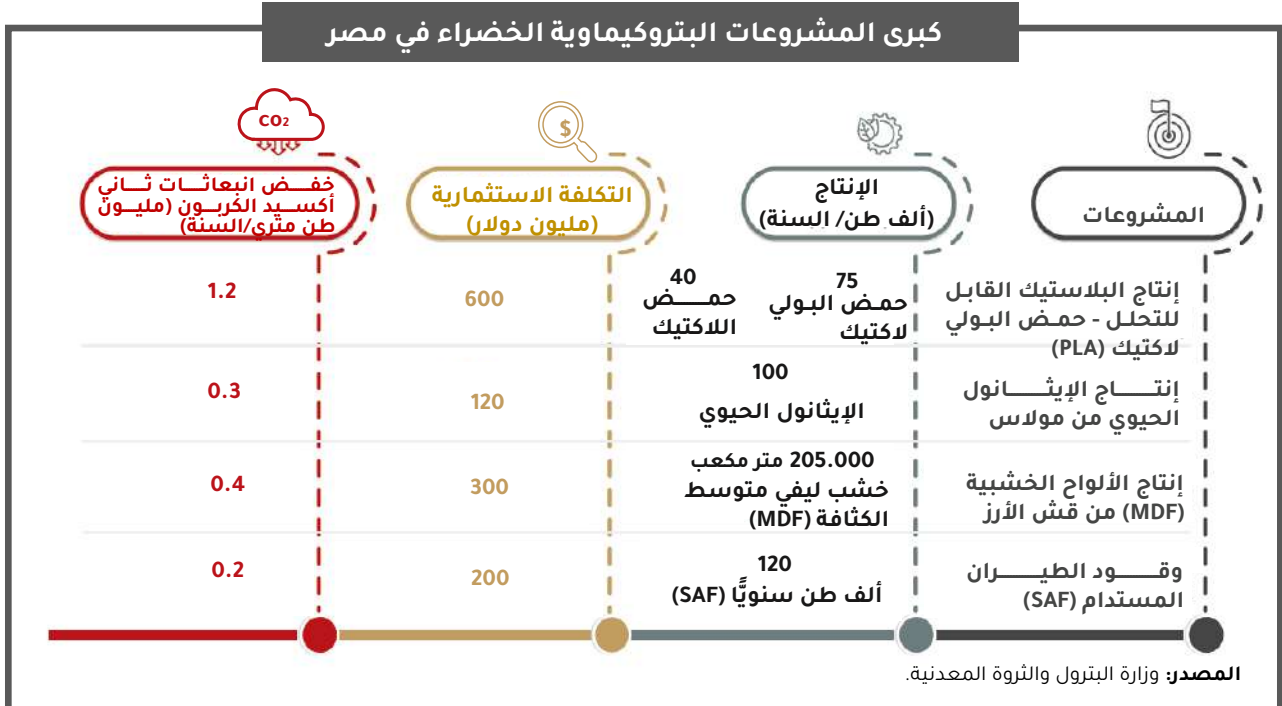 كبرى المشروعات البتروكيماوية الخضراء في مصر
المشروعات
الإنتاج
(ألف طن/ السنة)
التكلفة الاستثمارية
(مليون دولار)
CO2
$
خفض انبعاثات ثاني
أكسيد الكربون (مليون
طن متري/السنة)
إنتاج البلاستيك القابل
للتحلل - حمض البولي
لاكتيك (PLA)
75
حمض البولي
لاكتيك
40
حمض
اللاكتيك
600
1.2
إنتاج الإيثانول
الحيوي من مولاس
100
الإيثانول الحيوي
120
0.3
إنتاج الألواح الخشبية
(MDF) من قش الأرز
205.000 متر مكعب
خشب ليفي متوسط
الكثافة (MDF)
300
0.4
وقود الطيران
المستدام (SAF)
120
ألف طن سنويًّا (SAF)
200
0.2
المصدر: وزارة البترول والثروة المعدنية.